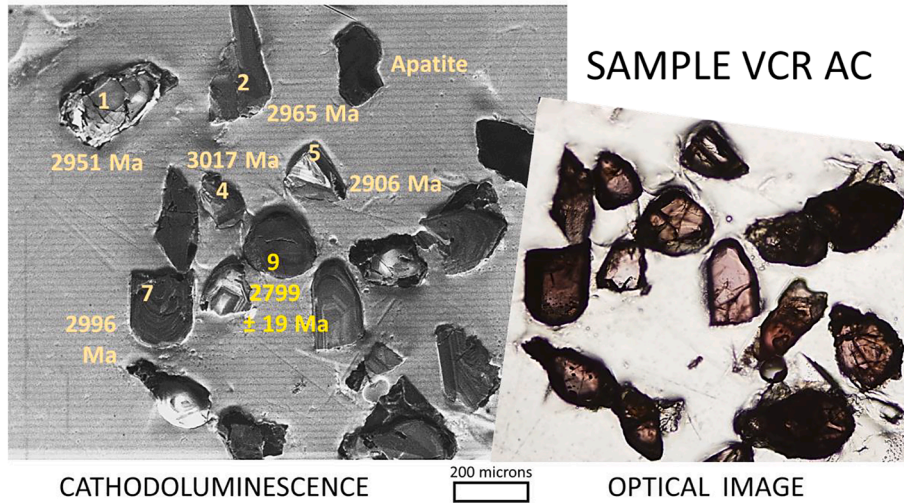 SAMPLE VCR AC
Apatite
1
2
2965 Ma
2951 Ma
3017 Ma
4
5
2906 Ma
9
2799
± 19 Ma
7
2996
Ma
CATHODOLUMINESCENCE
200 microns
OPTICAL IMAGE